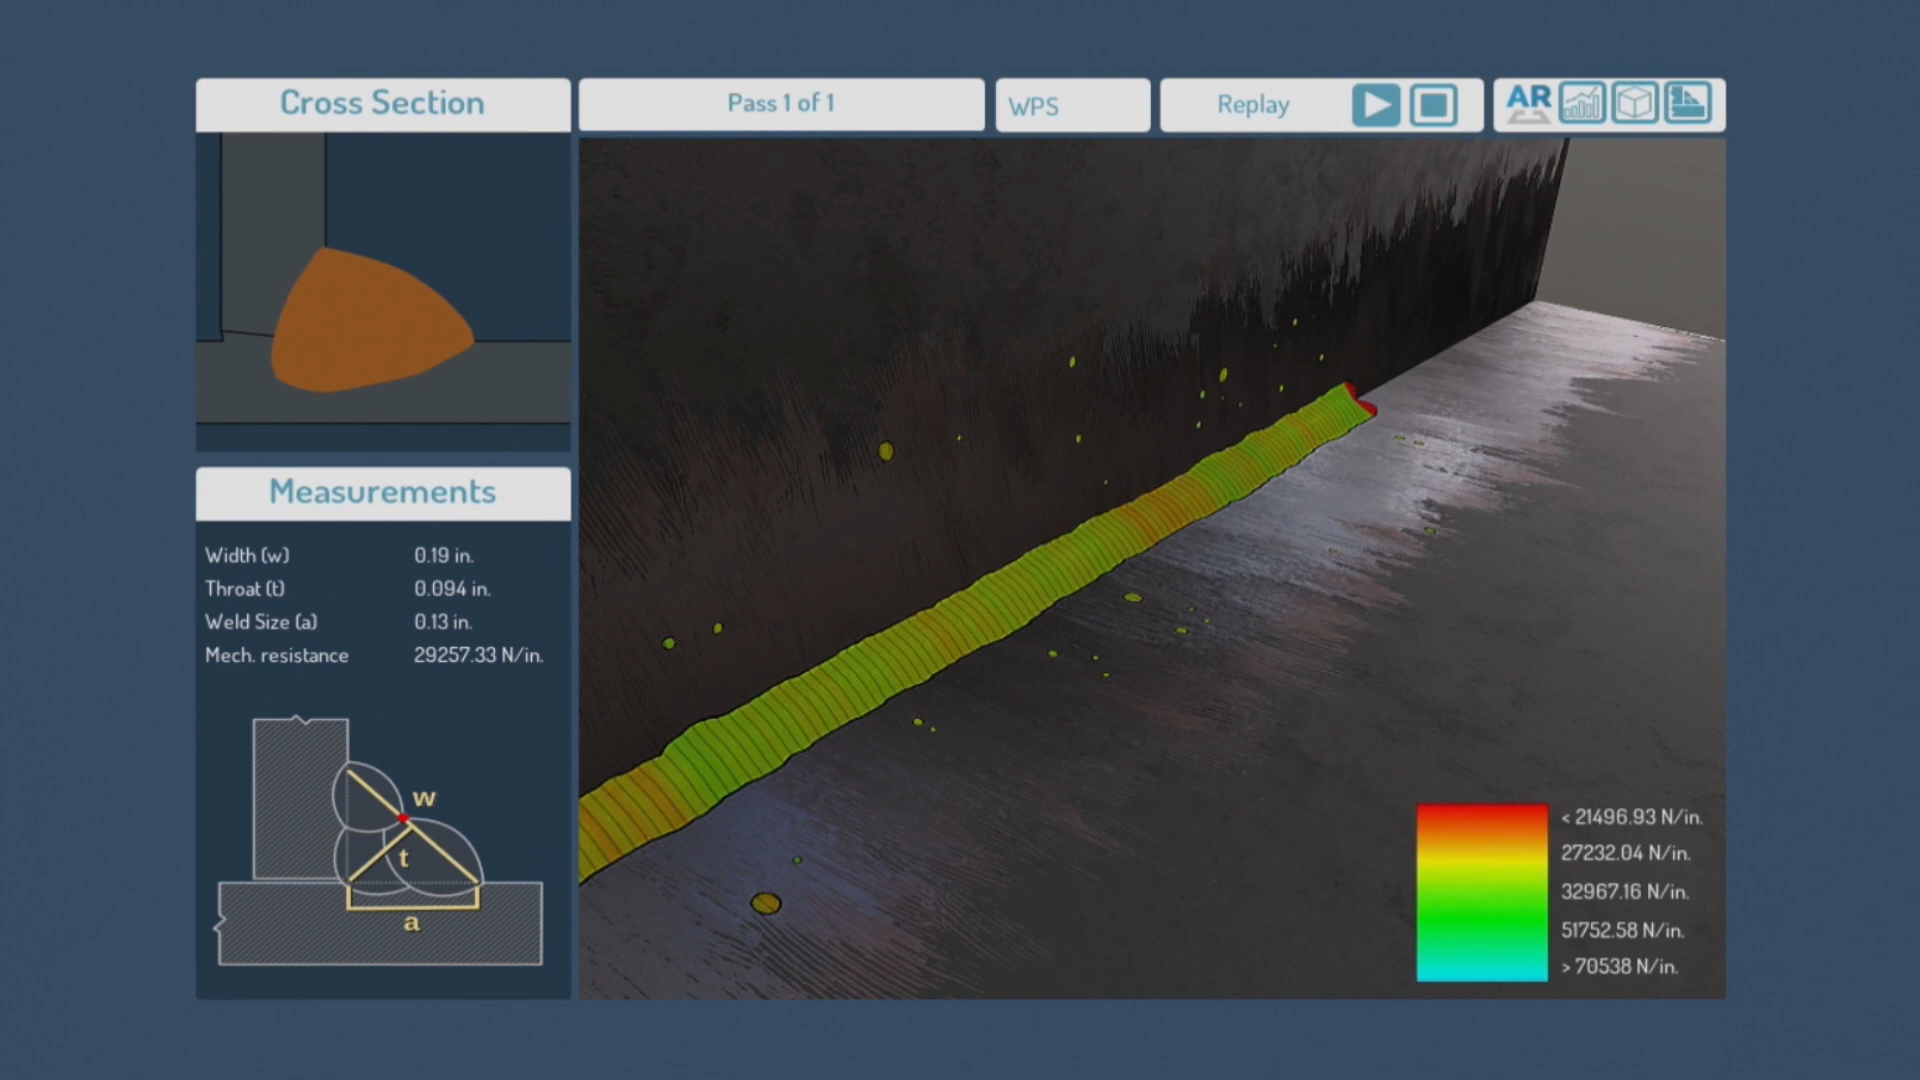 Cross Section
Pass 1 of 1
WPS
Replay
AR
Measurements
Width (w) 0.19 in.
Throat (t) 0.094 in.
Weld Size (a) 0.13 in.
Mech. resistance 29257.33 N/in.
w
t
a
< 21496.93 N/in.
27232.04 N/in.
32967.16 N/in.
51752.58 N/in.
> 70538 N/in.